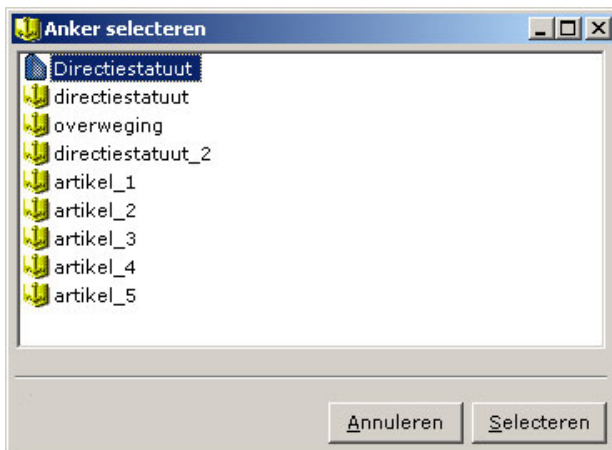 Anker selecteren
Directiestatuut
directiestatuut
overweging
directiestatuut_2
artikel_1
artikel_2
artikel_3
artikel_4
artikel_5
Annuleren Selecteren